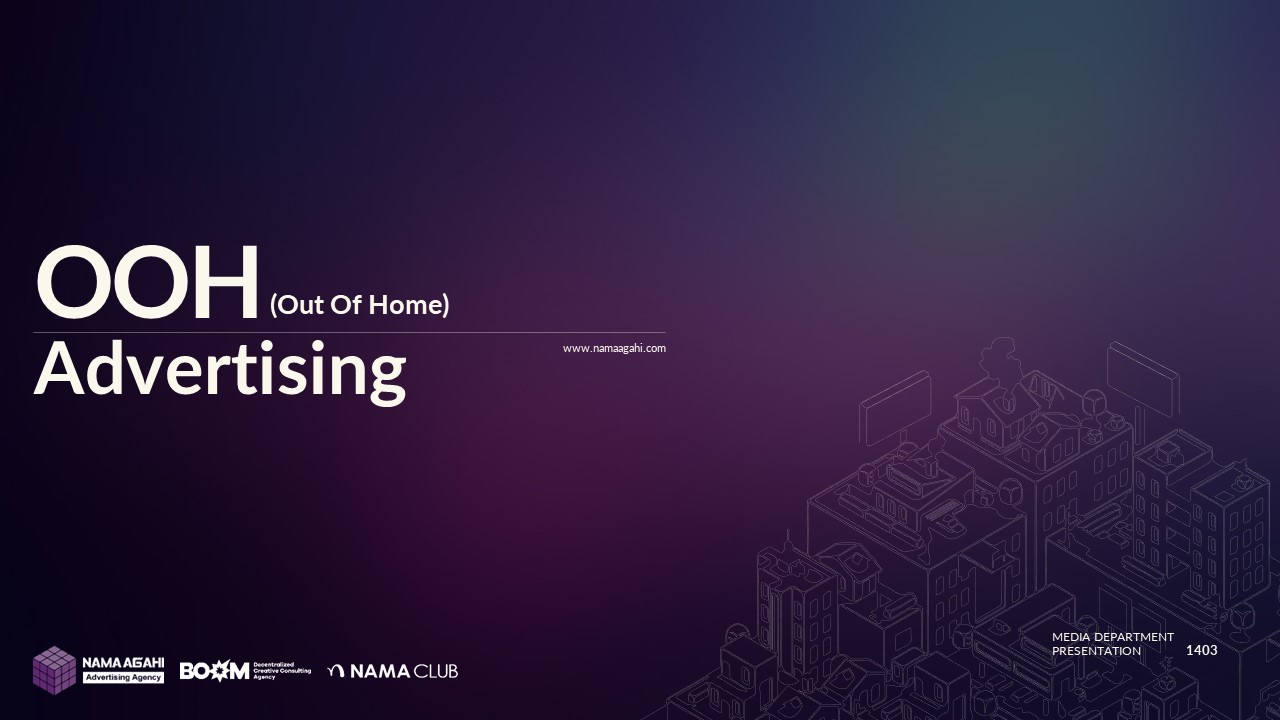 OOH (Out Of Home)
Advertising
www.namaagahi.com
NAMA AGAHI
Advertising Agency
BOOM
Decentralized
Creative Consulting
Agency
NAMA CLUB
MEDIA DEPARTMENT
PRESENTATION 1403